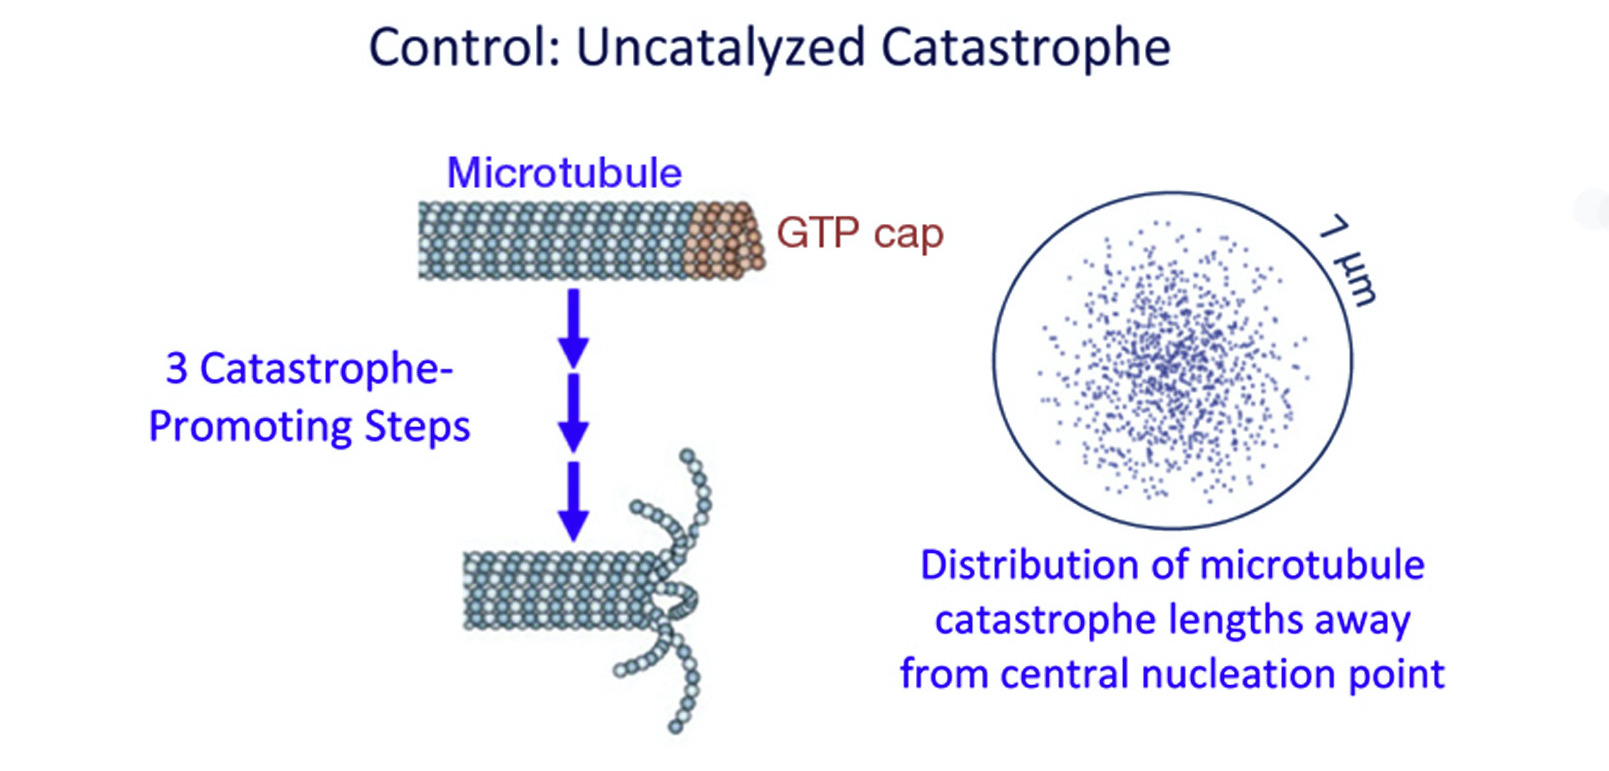 Control: Uncatalyzed Catastrophe
Microtubule
GTP cap
3 Catastrophe-
Promoting Steps
7 µm
Distribution of microtubule
catastrophe lengths away
from central nucleation point